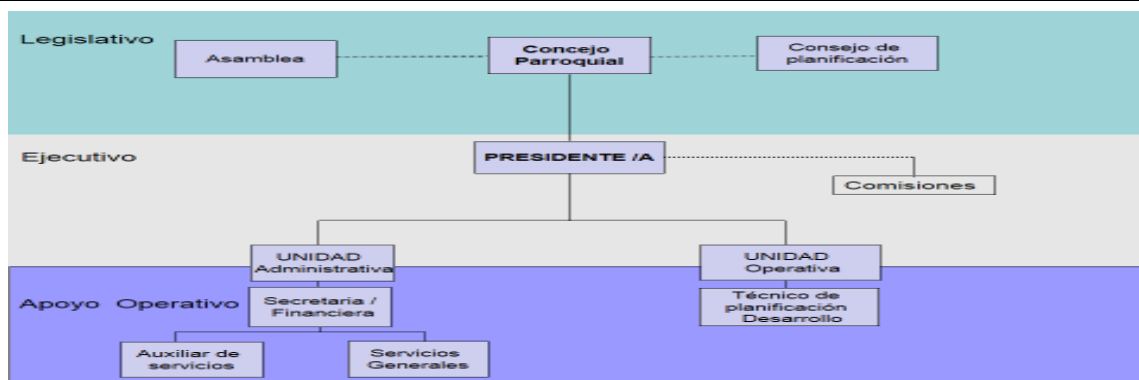 Legislativo
Asamblea
Concejo
Parroquial
Consejo de
planificación
Ejecutivo
PRESIDENTE /A
Comisiones
UNIDAD
Administrativa
UNIDAD
Operativa
Apoyo Operativo
Secretaria /
Financiera
Técnico de
planificación
Desarrollo
Auxiliar de
servicios
Servicios
Generales